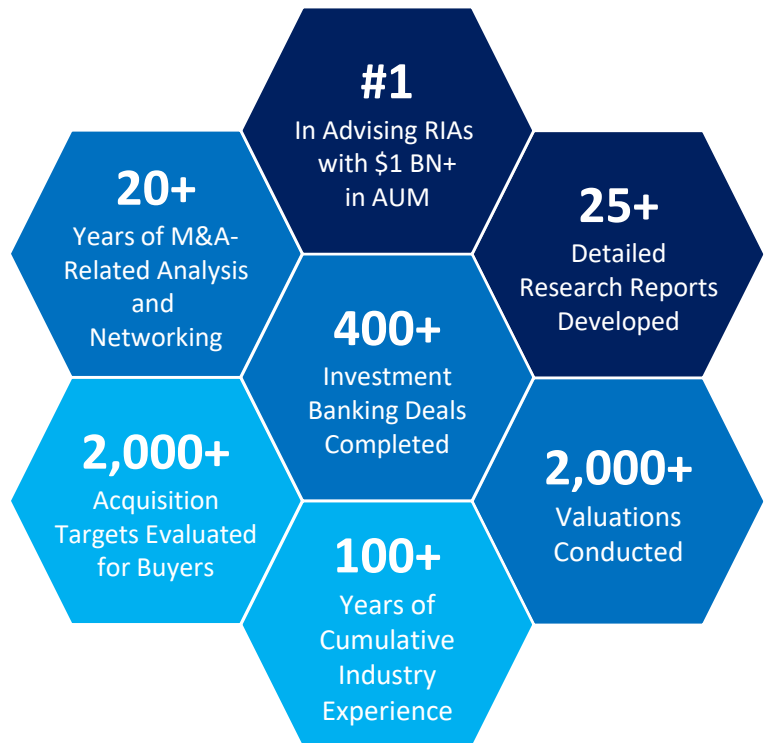 #1
In Advising RIAs
with $1 BN+
in AUM
20+
Years of M&A-
Related Analysis
and
Networking
25+
Detailed
Research Reports
Developed
400+
Investment
Banking Deals
Completed
2,000+
Acquisition
Targets Evaluated
for Buyers
2,000+
Valuations
Conducted
100+
Years of
Cumulative
Industry
Experience